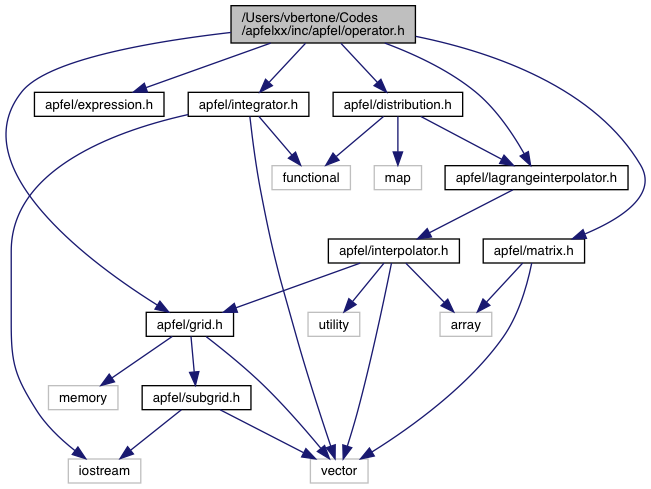 /Users/vbertone/Codes
/apfelxx/inc/apfel/operator.h
apfel/expression.h
apfel/integrator.h
apfel/distribution.h
functional
map
apfel/lagrangeinterpolator.h
apfel/interpolator.h
apfel/matrix.h
apfel/grid.h
utility
array
memory
apfel/subgrid.h
iostream
vector